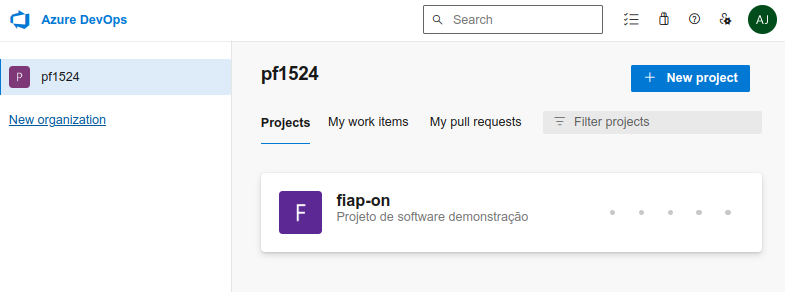 Azure DevOps
Search
AJ
P
pf1524
New organization
pf1524
New project
Projects
My work items
My pull requests
Filter projects
F
fiap-on
Projeto de software demonstração